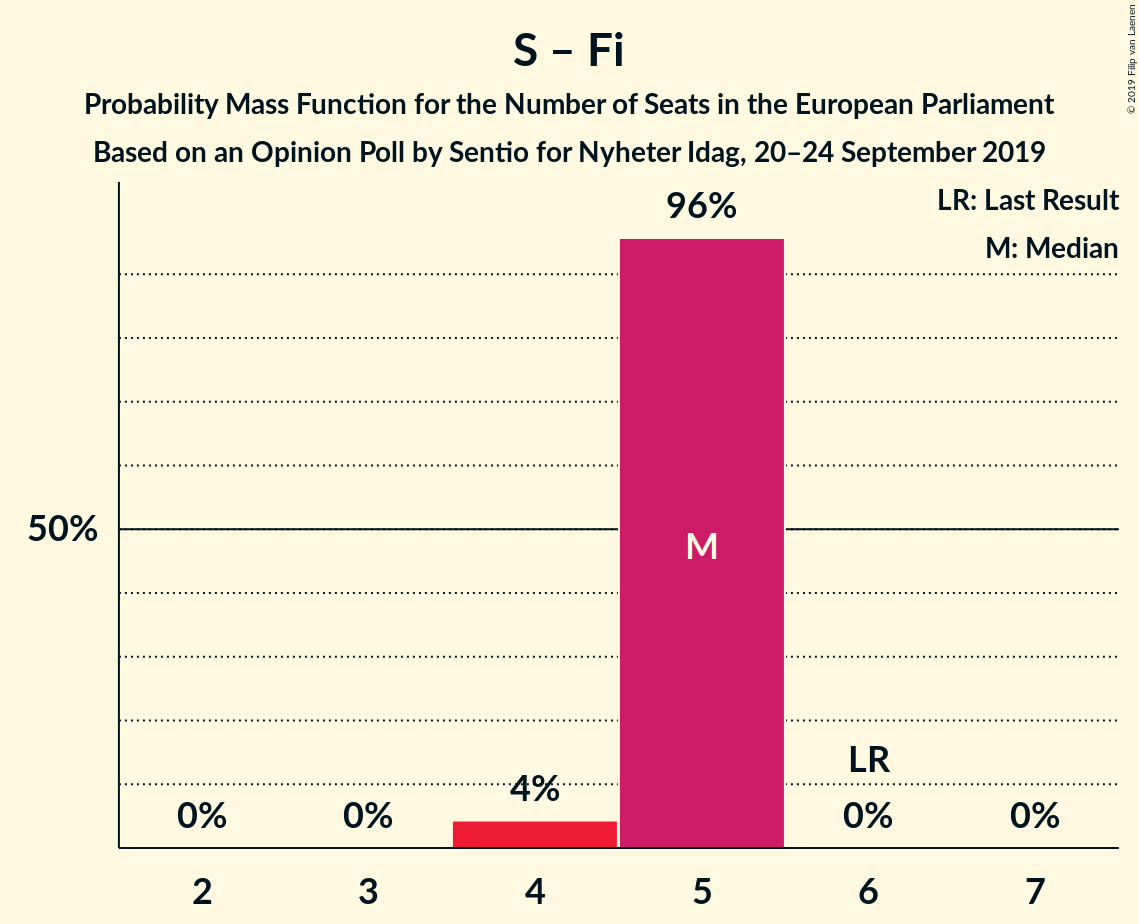 S – Fi
Probability Mass Function for the Number of Seats in the European Parliament
Based on an Opinion Poll by Sentio for Nyheter Idag, 20–24 September 2019
© 2019 Filip van Laenen
LR: Last Result
M: Median
96%
50%
M
LR
4%
0%
0%
0%
0%
2
3
4
5
6
7